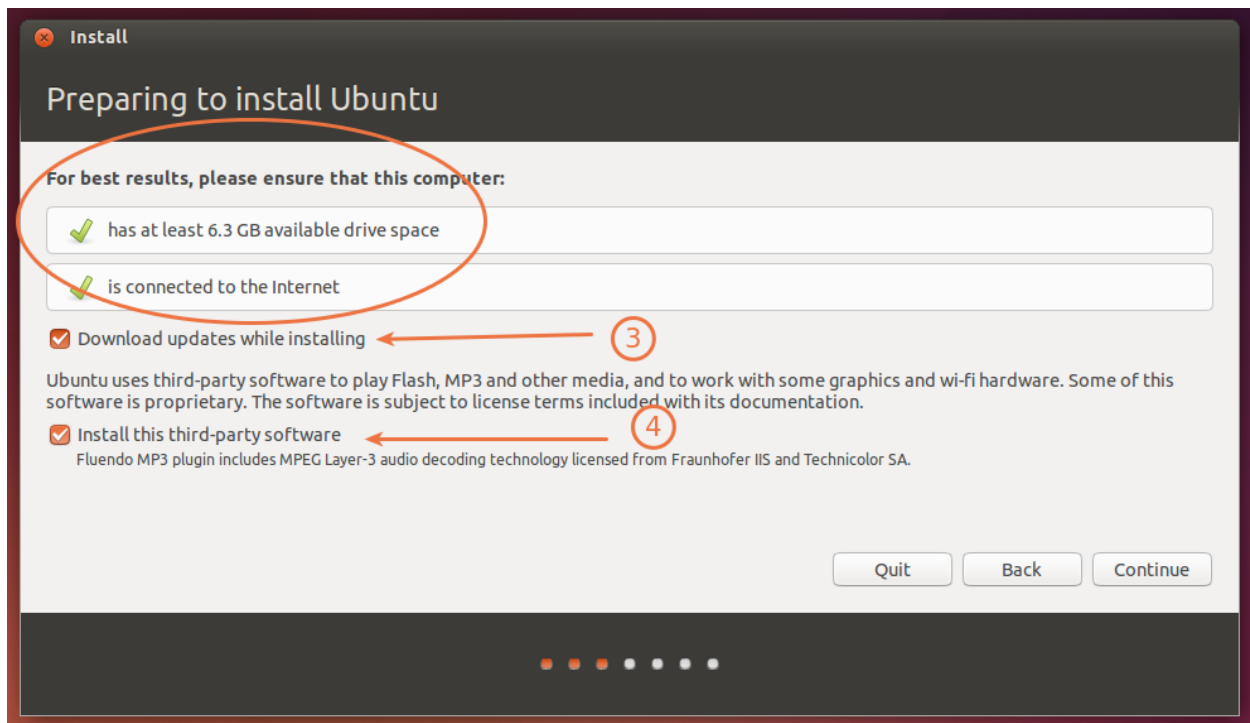 Install
Preparing to install Ubuntu
For best results, please ensure that this computer:
has at least 6.3 GB available drive space
is connected to the Internet
Download updates while installing
3
Ubuntu uses third-party software to play Flash, MP3 and other media, and to work with some graphics and wi-fi hardware. Some of this
software is proprietary. The software is subject to license terms included with its documentation.
Install this third-party software
4
Fluendo MP3 plugin includes MPEG Layer-3 audio decoding technology licensed from Fraunhofer IIS and Technicolor SA.
Quit
Back
Continue